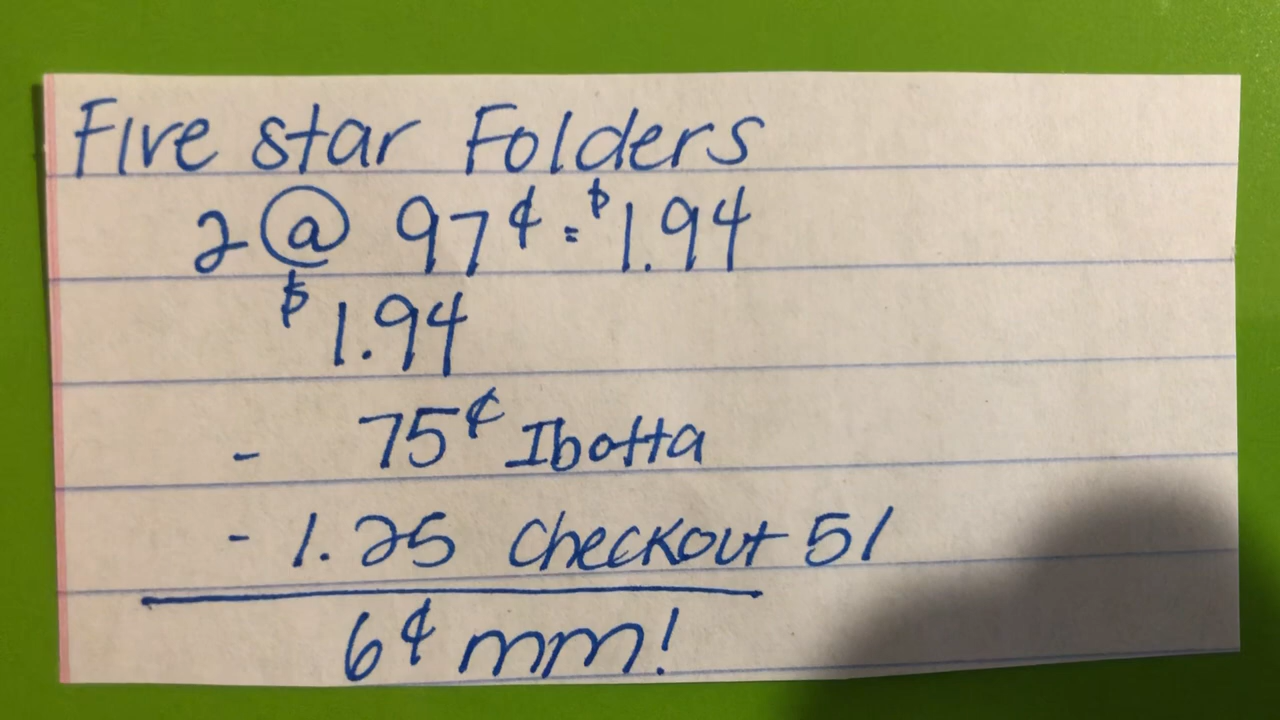 Five star Folders
2 @ 97¢ = $1.94
$1.94
- 75¢ Ibotta
- 1.25 Checkout 51
6¢ mm!